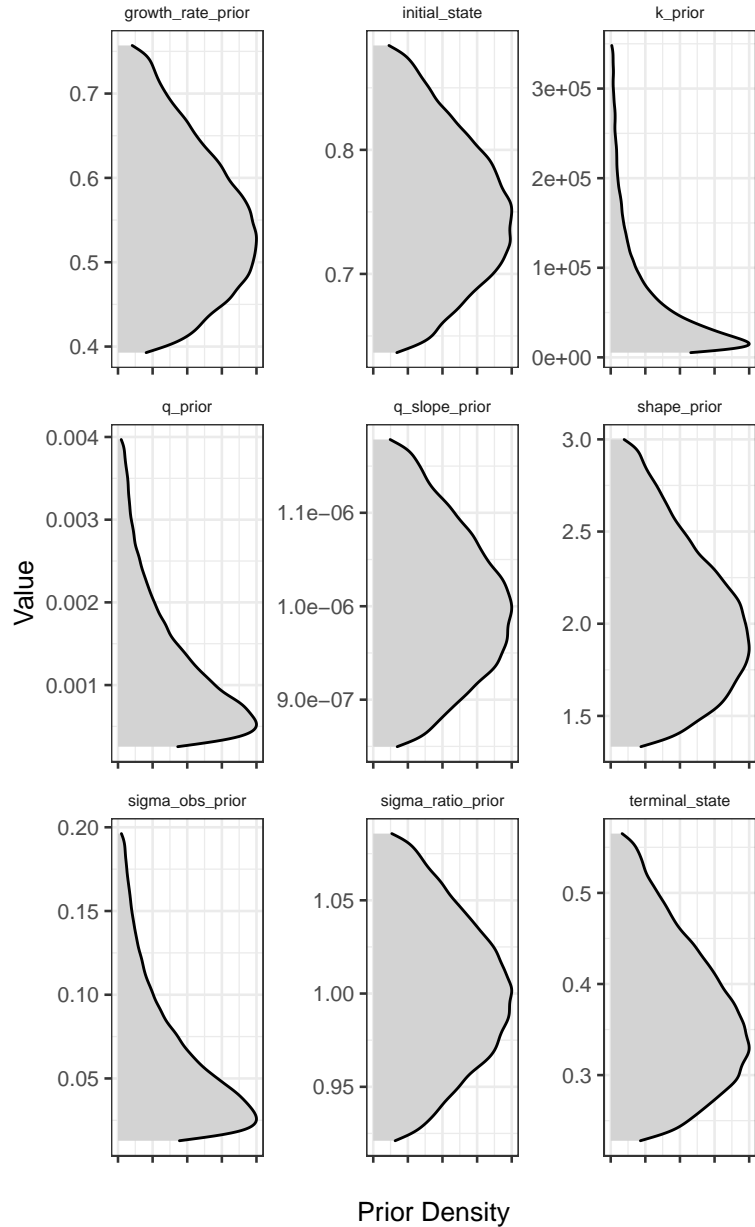 growth_rate_prior
initial_state
k_prior
0.7
0.6
0.5
0.4
0.8
0.7
3e+05
2e+05
1e+05
0e+00
q_prior
q_slope_prior
shape_prior
0.004
0.003
0.002
0.001
1.1e−06
1.0e−06
9.0e−07
3.0
2.5
2.0
1.5
sigma_obs_prior
sigma_ratio_prior
terminal_state
0.20
0.15
0.10
0.05
1.05
1.00
0.95
0.5
0.4
0.3
Value
Prior Density